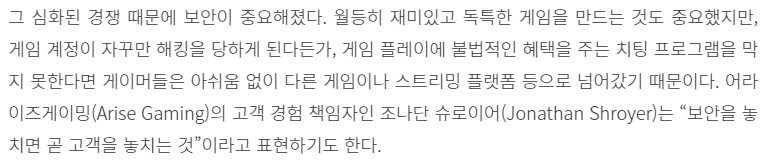 그 심화된 경쟁 때문에 보안이 중요해졌다. 월등히 재미있고 독특한 게임을 만드는 것도 중요했지만,
게임 계정이 자꾸만 해킹을 당하게 된다든가, 게임 플레이에 불법적인 혜택을 주는 치팅 프로그램을 막
지 못한다면 게이머들은 아쉬움 없이 다른 게임이나 스트리밍 플랫폼 등으로 넘어갔기 때문이다. 어라
이즈게이밍(Arise Gaming)의 고객 경험 책임자인 조나단 슈로이어(Jonathan Shroyer)는 “보안을 놓
치면 곧 고객을 놓치는 것”이라고 표현하기도 한다.